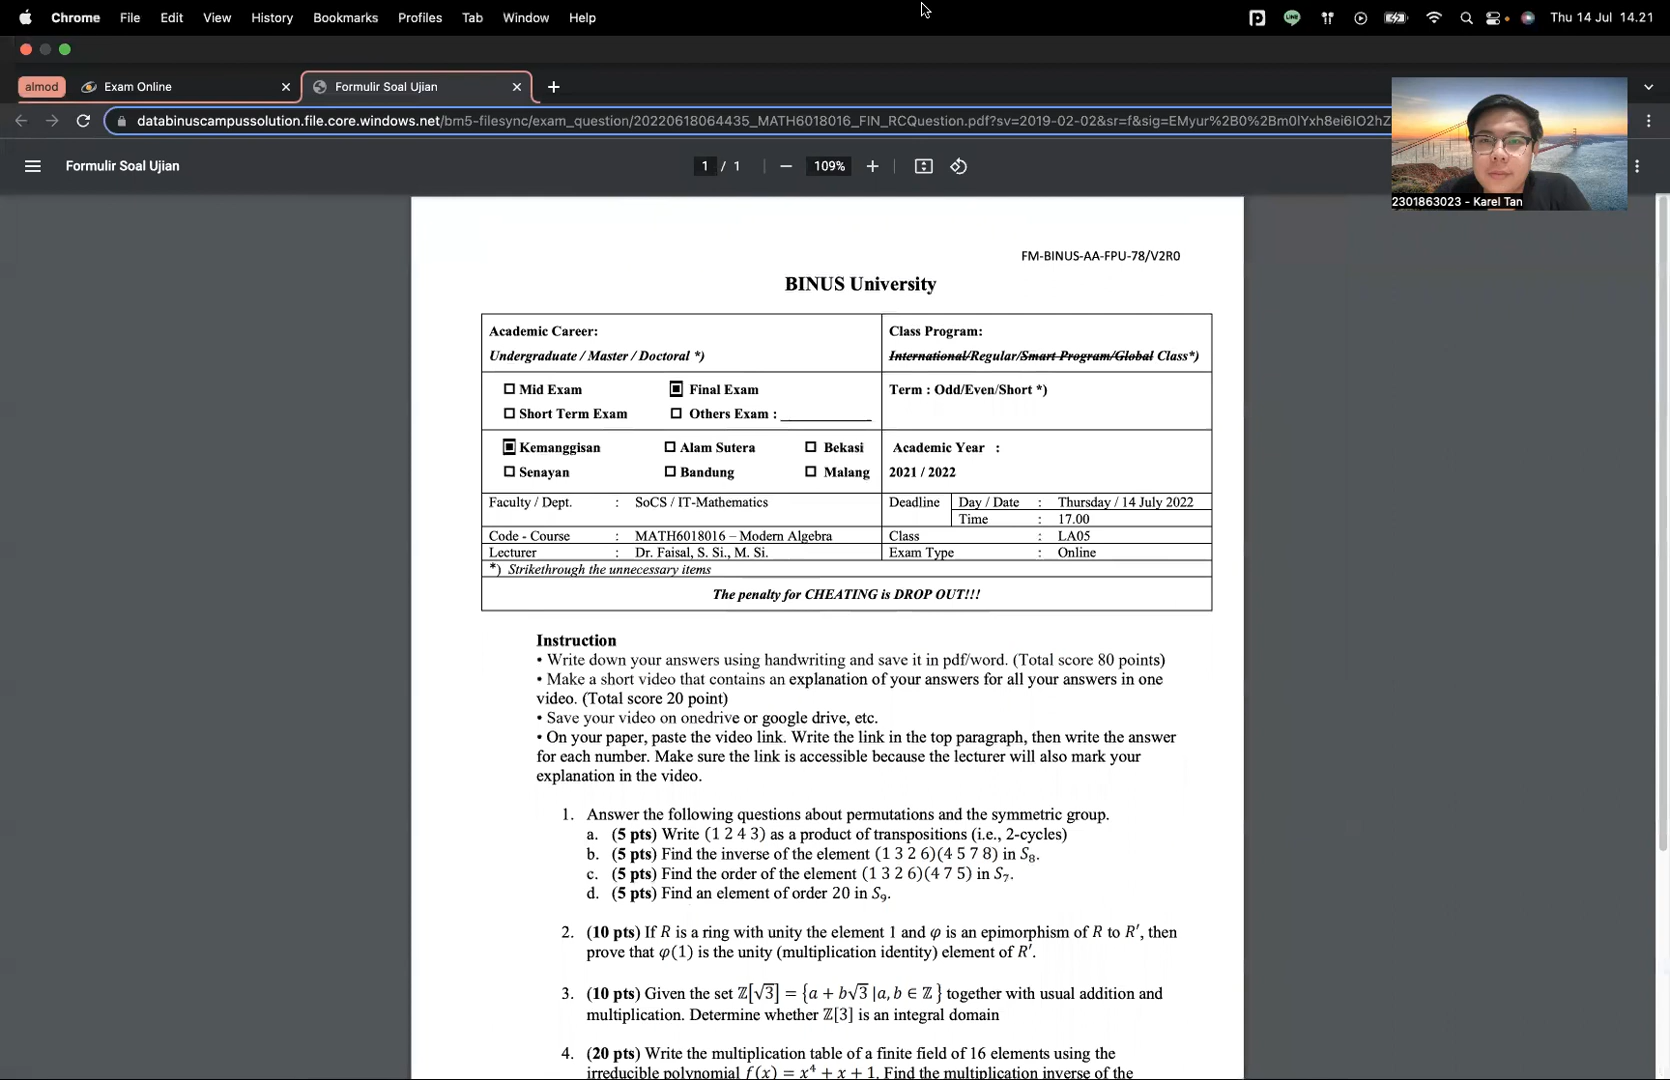 Chrome File Edit View History Bookmarks Profiles Tab Window Help Thu 14 Jul 14.21
almod Exam Online Formulir Soal Ujian
databinuscampussolution.file.core.windows.net/bm5-filesync/exam_question/20220618064435_MATH6018016_FIN_RCQuestion.pdf?sv=2019-02-02&sr=f&sig=EMyur%2B0%2Bm0lYxh8ei6IO2hZ
Formulir Soal Ujian 1 / 1 109%
2301863023 - Karel Tan
FM-BINUS-AA-FPU-78/V2R0
BINUS University
Academic Career: Class Program:
Undergraduate / Master / Doctoral *) International/Regular/Smart Program/Global Class*)
Mid Exam Final Exam Term : Odd/Even/Short *)
Short Term Exam Others Exam : ____________
Kemanggisan Alam Sutera Bekasi Academic Year :
Senayan Bandung Malang 2021 / 2022
Faculty / Dept. : SoCS / IT-Mathematics Deadline Day / Date : Thursday / 14 July 2022
Time : 17.00
Code - Course : MATH6018016 – Modern Algebra Class : LA05
Lecturer : Dr. Faisal, S. Si., M. Si. Exam Type : Online
*) Strikethrough the unnecessary items
The penalty for CHEATING is DROP OUT!!!
Instruction
• Write down your answers using handwriting and save it in pdf/word. (Total score 80 points)
• Make a short video that contains an explanation of your answers for all your answers in one
video. (Total score 20 point)
• Save your video on onedrive or google drive, etc.
• On your paper, paste the video link. Write the link in the top paragraph, then write the answer
for each number. Make sure the link is accessible because the lecturer will also mark your
explanation in the video.
1. Answer the following questions about permutations and the symmetric group.
a. (5 pts) Write (1 2 4 3) as a product of transpositions (i.e., 2-cycles)
b. (5 pts) Find the inverse of the element (1 3 2 6)(4 5 7 8) in S₈.
c. (5 pts) Find the order of the element (1 3 2 6)(4 7 5) in S₇.
d. (5 pts) Find an element of order 20 in S₉.
2. (10 pts) If R is a ring with unity the element 1 and φ is an epimorphism of R to R′, then
prove that φ(1) is the unity (multiplication identity) element of R′.
3. (10 pts) Given the set ℤ[√3] = {a + b√3 |a, b ∈ ℤ } together with usual addition and
multiplication. Determine whether ℤ[3] is an integral domain
4. (20 pts) Write the multiplication table of a finite field of 16 elements using the
irreducible polynomial f(x) = x⁴ + x + 1. Find the multiplication inverse of the